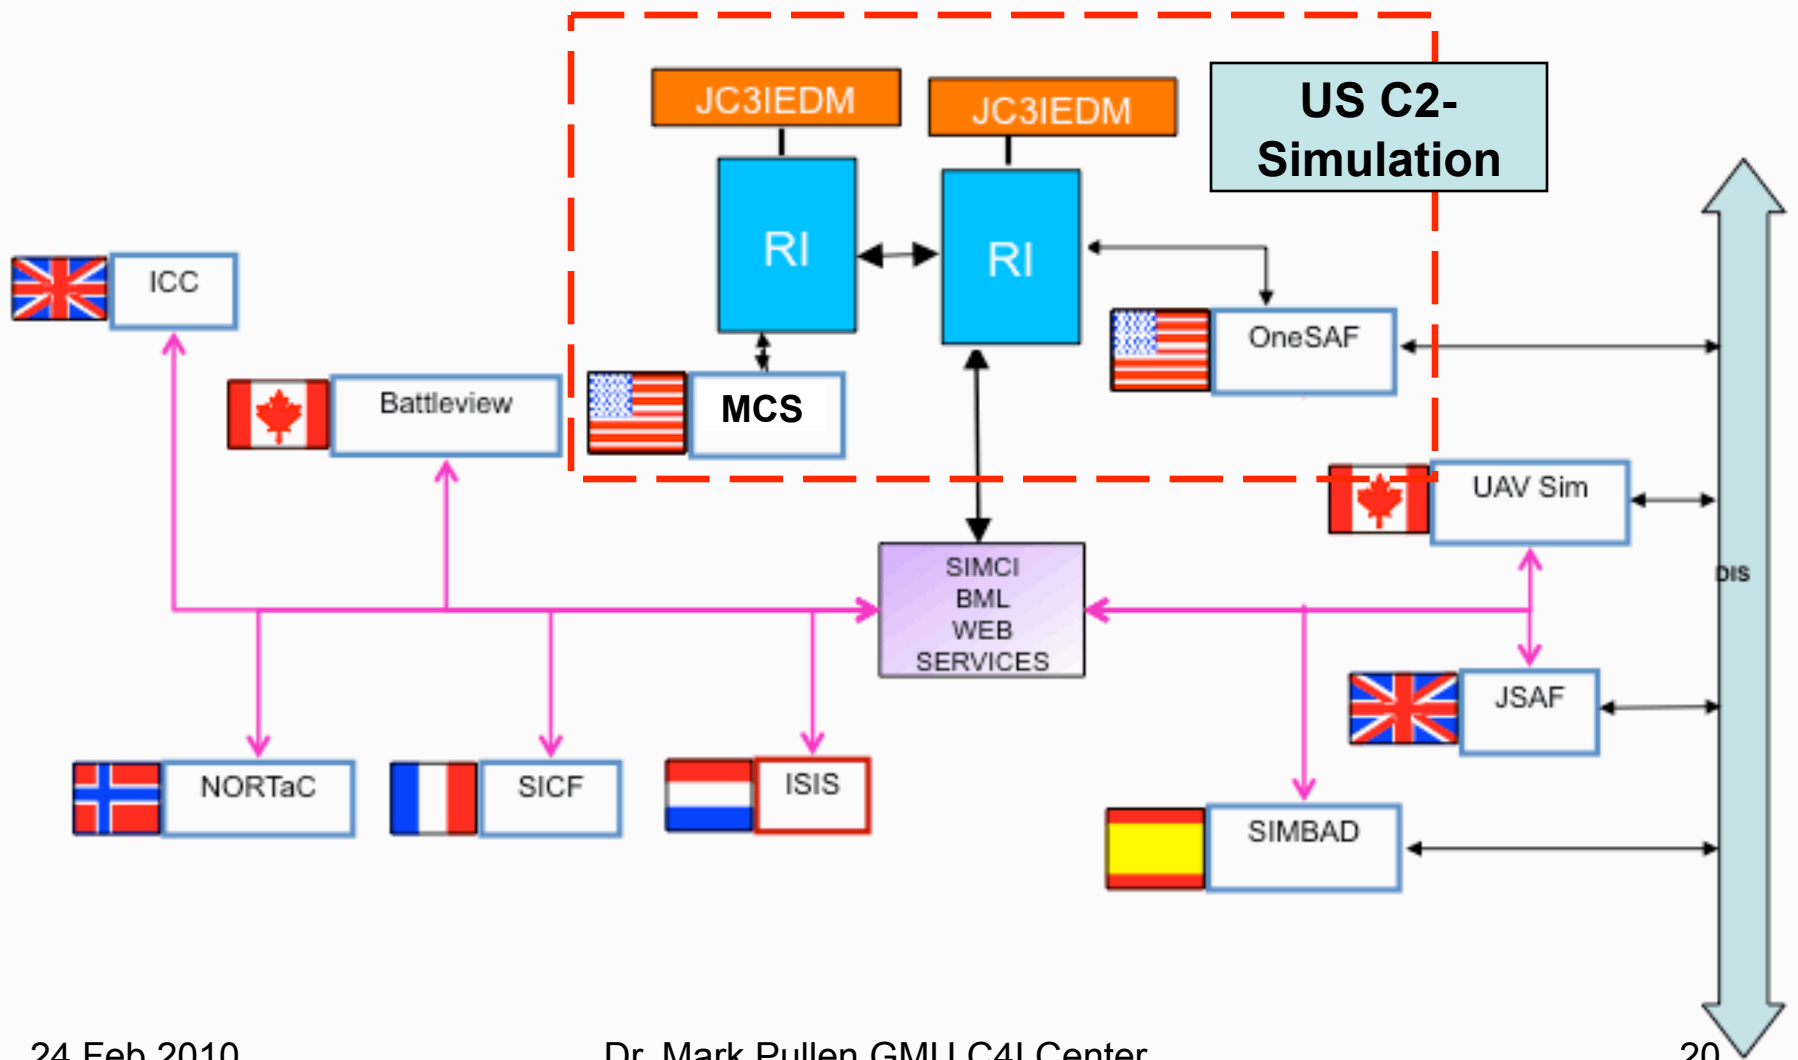 JC3IEDM
JC3IEDM
US C2-
Simulation
RI
RI
ICC
OneSAF
Battleview
MCS
UAV Sim
SIMCI
BML
WEB
SERVICES
DIS
JSAF
NORTaC
SICF
ISIS
SIMBAD
24 Feb 2010
Dr. Mark Pullen GMU C4I Center
20